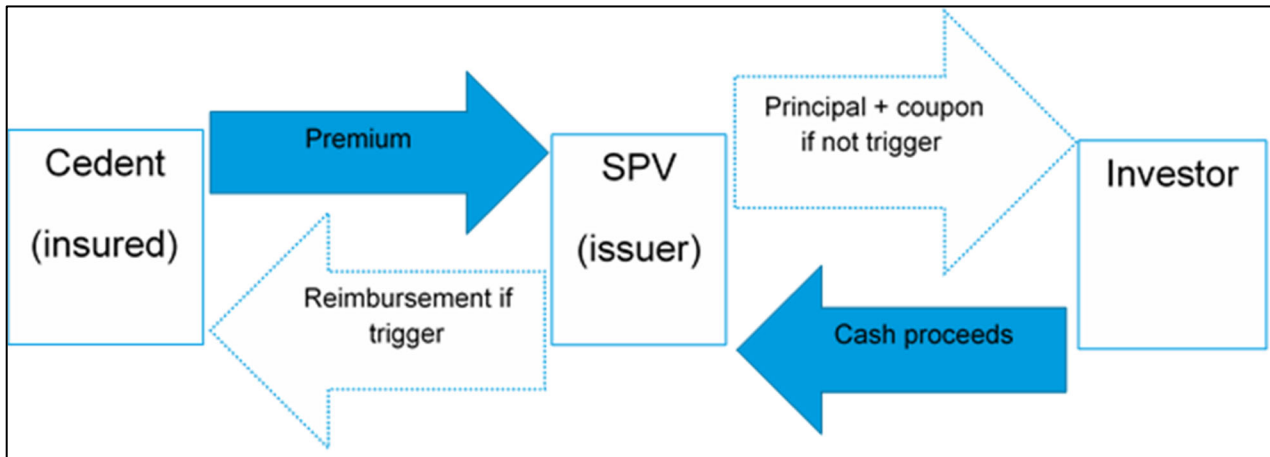 Cedent
(insured)
Premium
Reimbursement if
trigger
SPV
(issuer)
Principal + coupon
if not trigger
Cash proceeds
Investor